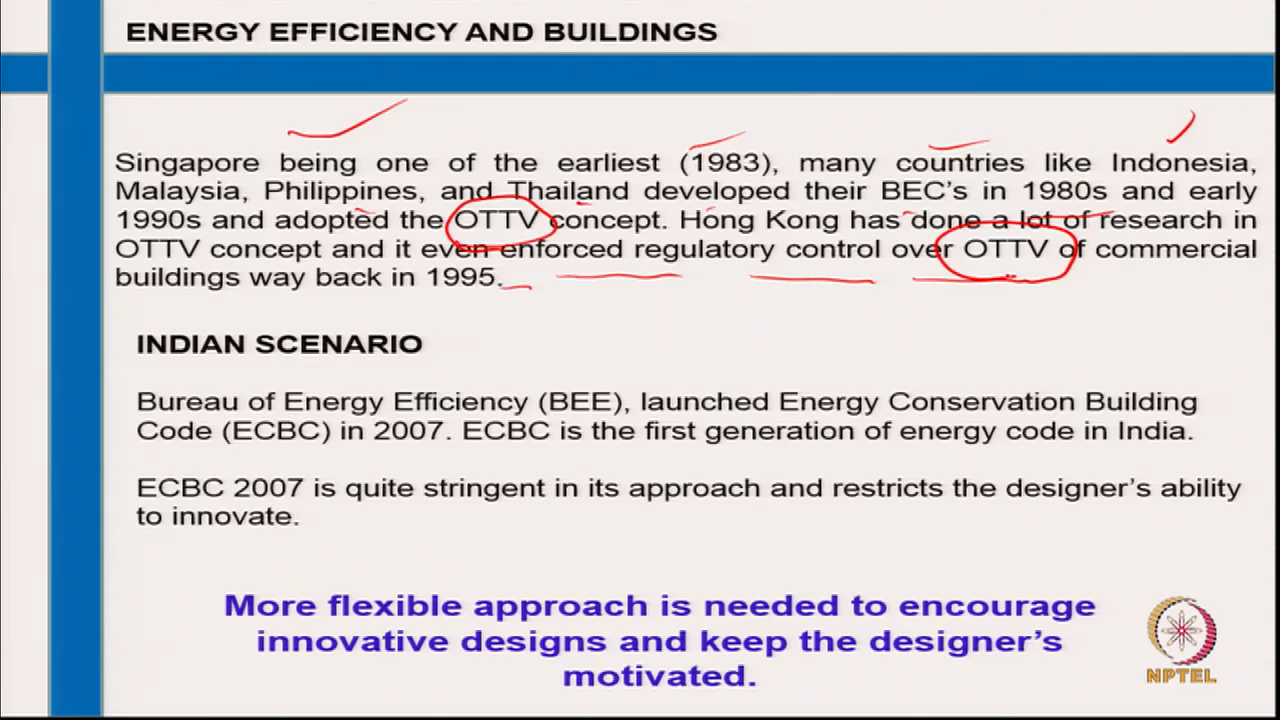 ENERGY EFFICIENCY AND BUILDINGS
Singapore being one of the earliest (1983), many countries like Indonesia,
Malaysia, Philippines, and Thailand developed their BEC's in 1980s and early
1990s and adopted the OTTV concept. Hong Kong has done a lot of research in
OTTV concept and it even enforced regulatory control over OTTV of commercial
buildings way back in 1995.
INDIAN SCENARIO
Bureau of Energy Efficiency (BEE), launched Energy Conservation Building
Code (ECBC) in 2007. ECBC is the first generation of energy code in India.
ECBC 2007 is quite stringent in its approach and restricts the designer's ability
to innovate.
More flexible approach is needed to encourage
innovative designs and keep the designer's
motivated.
NPTEL